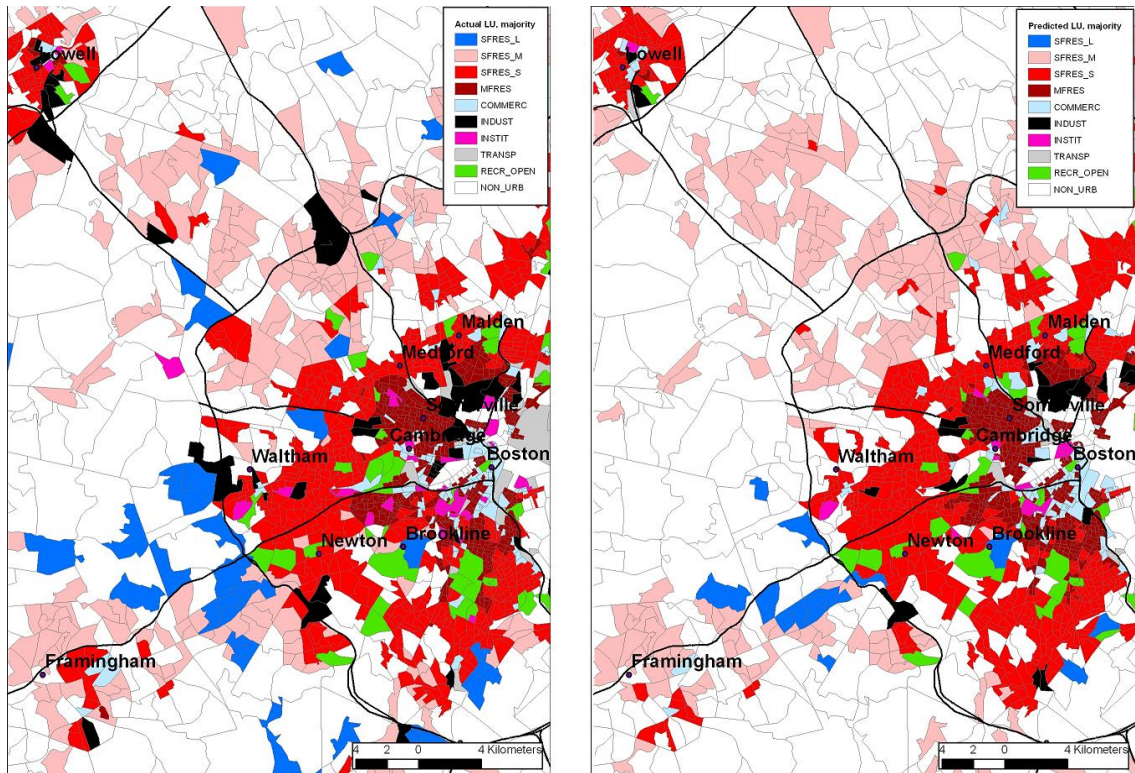 Actual LU, majority
SFRES_L
SFRES_M
SFRES_S
MFRES
COMMERC
INDUST
INSTIT
TRANSP
RECR_OPEN
NON_URB
Lowell
Malden
Medford
Somerville
Cambridge
Waltham
Boston
Newton
Brookline
Framingham
4 2 0 4 Kilometers
Predicted LU, majority
SFRES_L
SFRES_M
SFRES_S
MFRES
COMMERC
INDUST
INSTIT
TRANSP
RECR_OPEN
NON_URB
Lowell
Malden
Medford
Somerville
Cambridge
Waltham
Boston
Newton
Brookline
Framingham
4 2 0 4 Kilometers